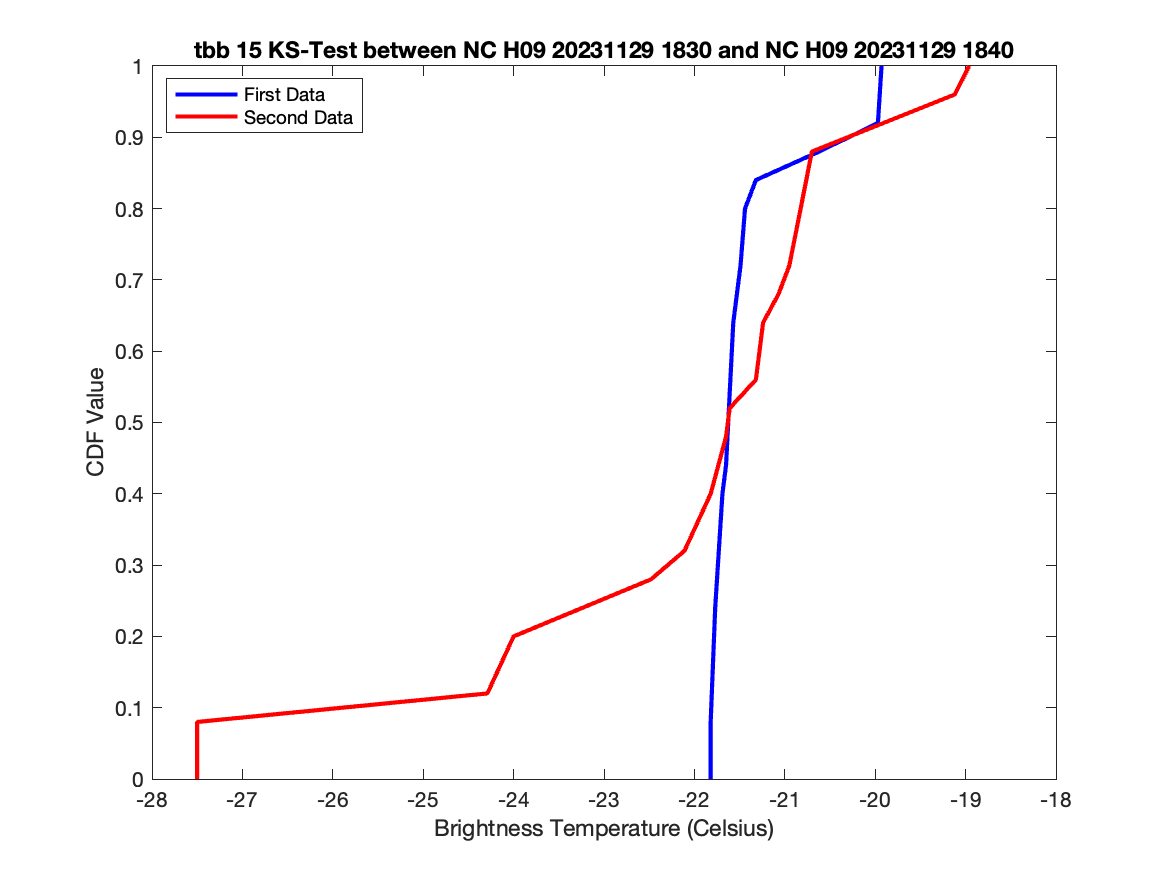 tbb 15 KS-Test between NC H09 20231129 1830 and NC H09 20231129 1840
First Data
Second Data
1
0.9
0.8
0.7
0.6
0.5
0.4
0.3
0.2
0.1
0
CDF Value
-28 -27 -26 -25 -24 -23 -22 -21 -20 -19 -18
Brightness Temperature (Celsius)